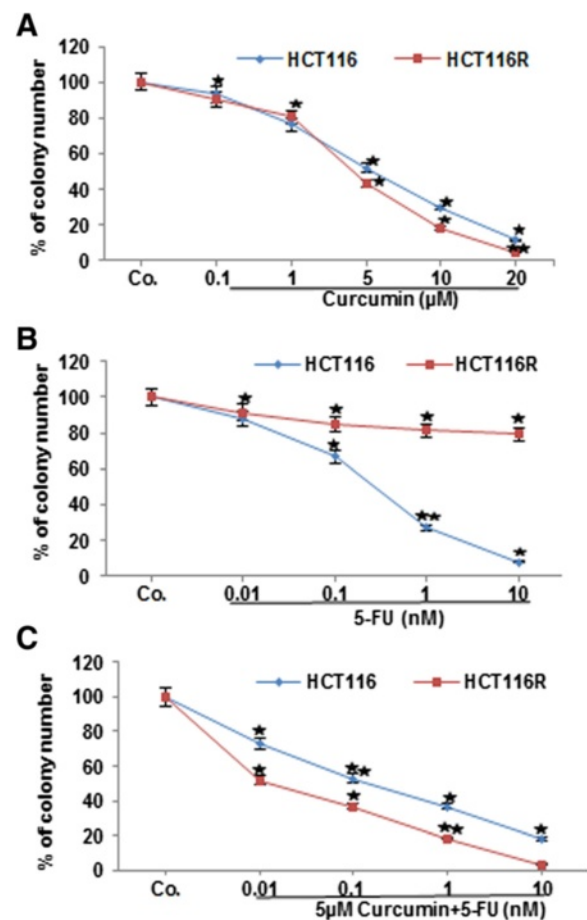 A
120
100
80
60
40
20
0
% of colony number
HCT116 HCT116R
Co. 0.1 1 5 10 20
Curcumin (µM)
B
120
100
80
60
40
20
0
% of colony number
HCT116 HCT116R
Co. 0.01 0.1 1 10
5-FU (nM)
C
120
100
80
60
40
20
0
% of colony number
HCT116 HCT116R
Co. 0.01 0.1 1 10
5µM Curcumin+5-FU (nM)